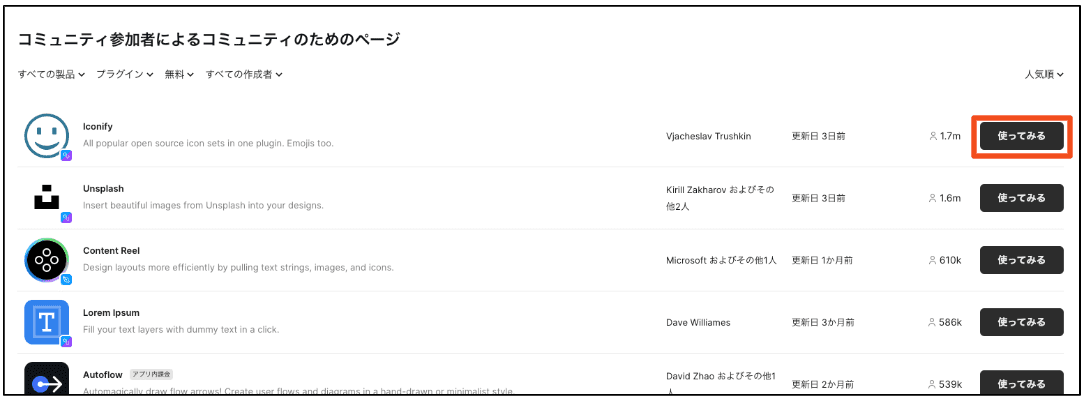 コミュニティ参加者によるコミュニティのためのページ
すべての製品 プラグイン 無料 すべての作成者 人気順
Iconify
All popular open source icon sets in one plugin. Emojis too.
Vjacheslav Trushkin 更新日 3日前 1.7m 使ってみる
Unsplash
Insert beautiful images from Unsplash into your designs.
Kirill Zakharov およびその
他2人
更新日 3日前 1.6m 使ってみる
Content Reel
Design layouts more efficiently by pulling text strings, images, and icons.
Microsoft およびその他1人 更新日 1か月前 610k 使ってみる
T
Lorem Ipsum
Fill your text layers with dummy text in a click.
Dave Williames 更新日 3か月前 586k 使ってみる
Autoflow アプリ内課金
Automagically draw flow arrows! Create user flows and diagrams in a hand-drawn or minimalist style.
David Zhao およびその他1
人
更新日 2か月前 539k 使ってみる